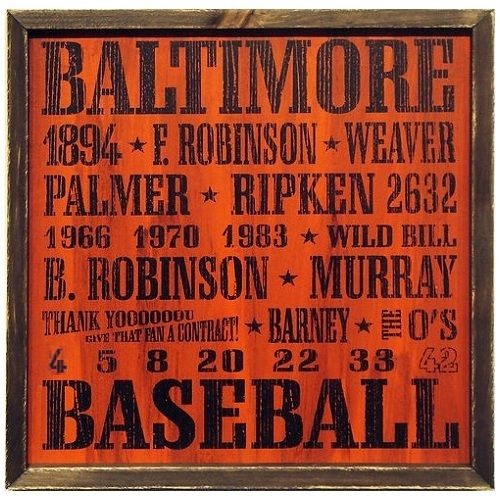 BALTIMORE
1894 ★ F. ROBINSON ★ WEAVER
PALMER ★ RIPKEN 2632
1966 1970 1983 ★ WILD BILL
B. ROBINSON ★ MURRAY
THANK YOOOOOOU GIVE THAT FAN A CONTRACT! ★ BARNEY ★ THE O'S
4 5 8 20 22 33 42
BASEBALL